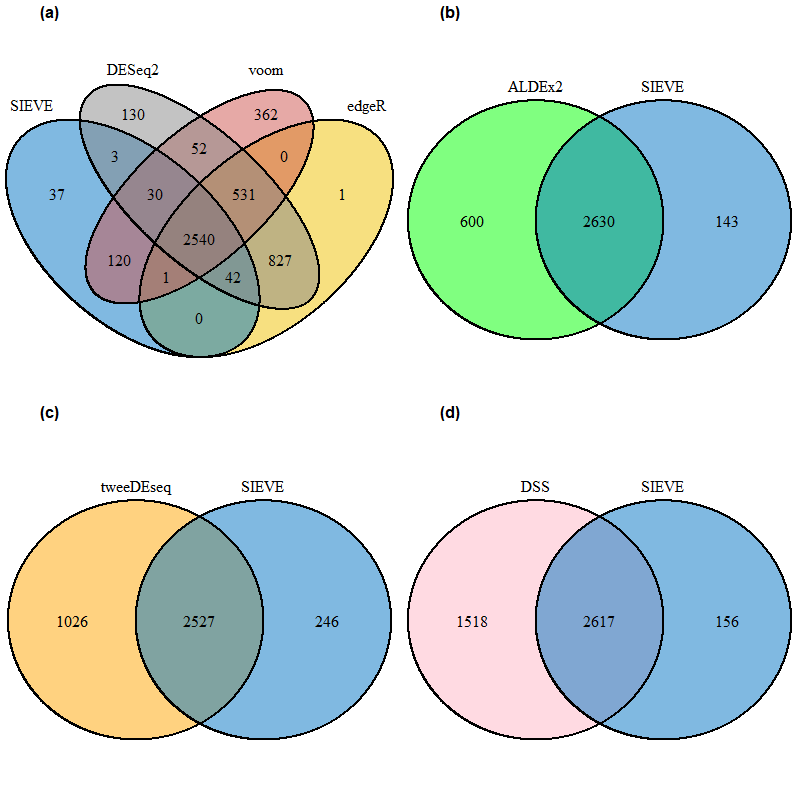 (a)
(b)
DESeq2
voom
SIEVE
edgeR
130
362
3
52
0
37
30
531
1
120
2540
827
1
42
0
ALDEx2
SIEVE
600
2630
143
(c)
(d)
tweeDEseq
SIEVE
1026
2527
246
DSS
SIEVE
1518
2617
156